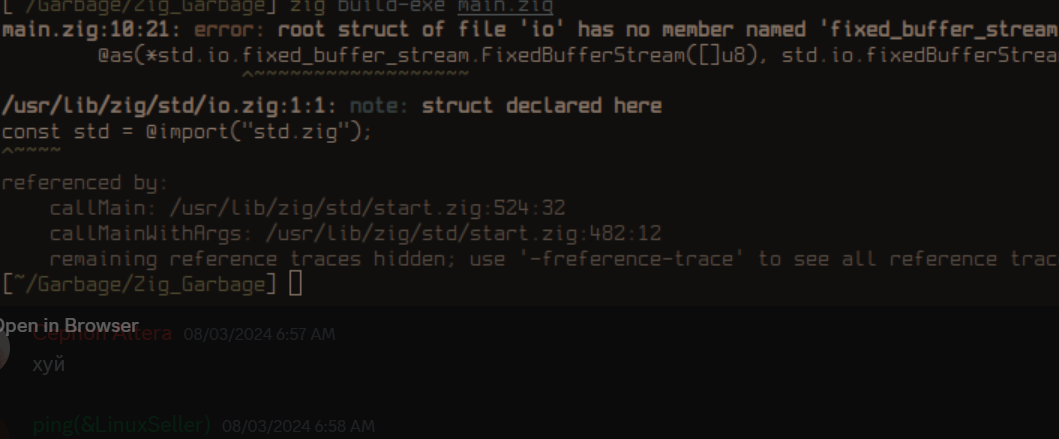 [~/Garbage/Zig_Garbage] zig build-exe main.zig
main.zig:10:21: error: root struct of file 'io' has no member named 'fixed_buffer_stream
@as(*std.io.fixed_buffer_stream.FixedBufferStream([]u8), std.io.fixedBufferStrea
^~~~~~~~~~~~~~~~~~~
/usr/lib/zig/std/io.zig:1:1: note: struct declared here
const std = @import("std.zig");
^~~~~
referenced by:
callMain: /usr/lib/zig/std/start.zig:524:32
callMainWithArgs: /usr/lib/zig/std/start.zig:482:12
remaining reference traces hidden; use '-freference-trace' to see all reference trac
[~/Garbage/Zig_Garbage]
Open in Browser
Cephon Altera 08/03/2024 6:57 AM
хуй
ping(&LinuxSeller) 08/03/2024 6:58 AM